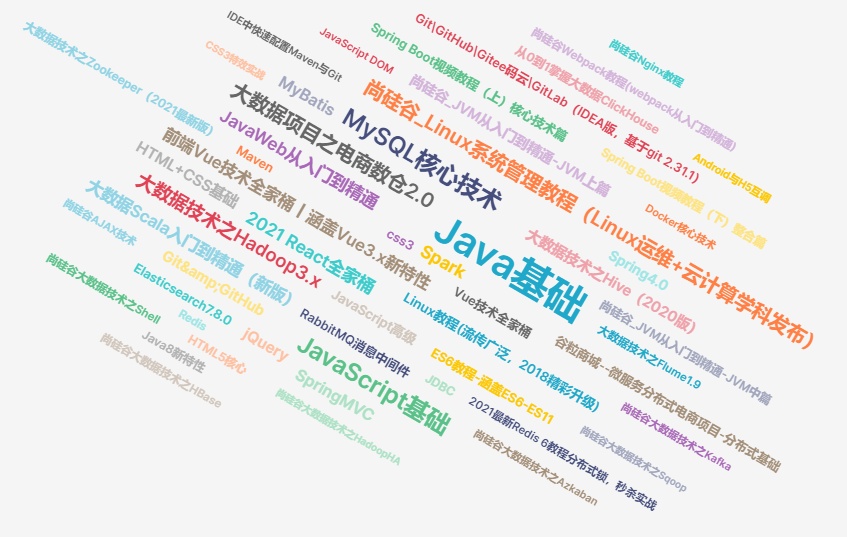 IDE中快速配置Maven与Git
Git\GitHub\Gitee码云\GitLab（IDEA版，基于git 2.31.1）
尚硅谷Webpack教程(webpack从入门到精通)
尚硅谷Nginx教程
大数据技术之Zookeeper（2021最新版）
CSS3特效实战
JavaScript DOM
Spring Boot视频教程（上）核心技术篇
从0到1掌握大数据ClickHouse
MyBatis
尚硅谷_JVM从入门到精通-JVM上篇
大数据项目之电商数仓2.0
MySQL核心技术
尚硅谷_Linux系统管理教程（Linux运维+云计算学科发布）
Spring Boot视频教程（下）整合篇
Android与H5互调
JavaWeb从入门到精通
前端Vue技术全家桶丨涵盖Vue3.x新特性
Maven
HTML+CSS基础
Docker核心技术
大数据Scala入门到精通（新版）
大数据技术之Hadoop3.x
2021 React全家桶
css3
Spark
Java基础
大数据技术之Hive（2020版）
Spring4.0
尚硅谷AJAX技术
Git&amp;GitHub
尚硅谷大数据技术之Shell
Elasticsearch7.8.0
Redis
JavaScript高级
Linux教程(流传广泛，2018精彩升级)
Vue技术全家桶
尚硅谷_JVM从入门到精通-JVM中篇
大数据技术之Flume1.9
谷粒商城--微服务分布式电商项目-分布式基础
RabbitMQ消息中间件
jQuery
HTML5核心
Java8新特性
尚硅谷大数据技术之HBase
JavaScript基础
ES6教程-涵盖ES6-ES11
JDBC
SpringMVC
尚硅谷大数据技术之HadoopHA
2021最新Redis 6教程分布式锁，秒杀实战
尚硅谷大数据技术之Kafka
尚硅谷大数据技术之Sqoop
尚硅谷大数据技术之Azkaban